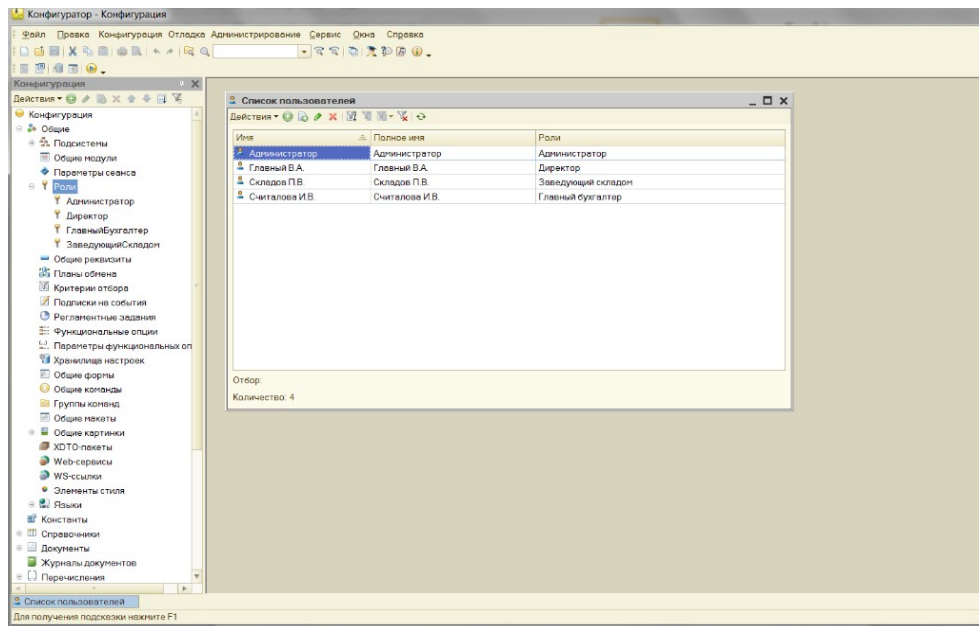 Конфигуратор - Конфигурация
Файл Правка Конфигурация Отладка Администрирование Сервис Окна Справка
Конфигурация
Действия
Конфигурация
Общие
Подсистемы
Общие модули
Параметры сеанса
Роли
Администратор
Директор
ГлавныйБухгалтер
ЗаведующийСкладом
Общие реквизиты
Планы обмена
Критерии отбора
Подписки на события
Регламентные задания
Функциональные опции
Параметры функциональных оп
Хранилища настроек
Общие формы
Общие команды
Группы команд
Общие макеты
Общие картинки
XDTO-пакеты
Web-сервисы
WS-ссылки
Элементы стиля
Языки
Константы
Справочники
Документы
Журналы документов
Перечисления
Список пользователей
Действия
Имя Полное имя Роли
Администратор Администратор Администратор
Главный В.А. Главный В.А. Директор
Складов П.В. Складов П.В. Заведующий складом
Считалова И.В. Считалова И.В. Главный бухгалтер
Отбор:
Количество: 4
Список пользователей
Для получения подсказки нажмите F1